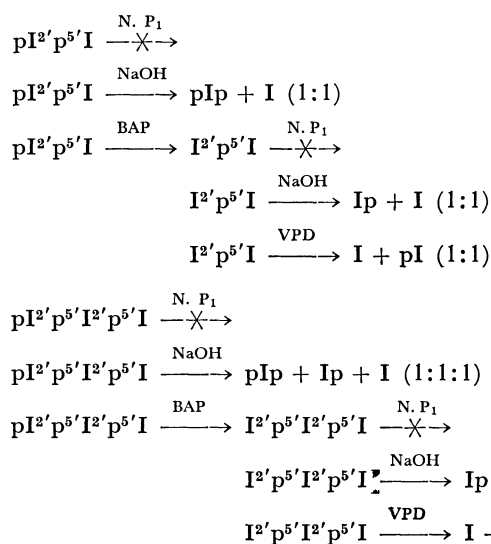 pI²′p⁵′I —N. P₁✕→
pI²′p⁵′I —NaOH→ pIp + I (1:1)
pI²′p⁵′I —BAP→ I²′p⁵′I —N. P₁✕→
I²′p⁵′I —NaOH→ Ip + I (1:1)
I²′p⁵′I —VPD→ I + pI (1:1)
pI²′p⁵′I²′p⁵′I —N. P₁✕→
pI²′p⁵′I²′p⁵′I —NaOH→ pIp + Ip + I (1:1:1)
pI²′p⁵′I²′p⁵′I —BAP→ I²′p⁵′I²′p⁵′I —N. P₁✕→
I²′p⁵′I²′p⁵′I —NaOH→ Ip
I²′p⁵′I²′p⁵′I —VPD→ I